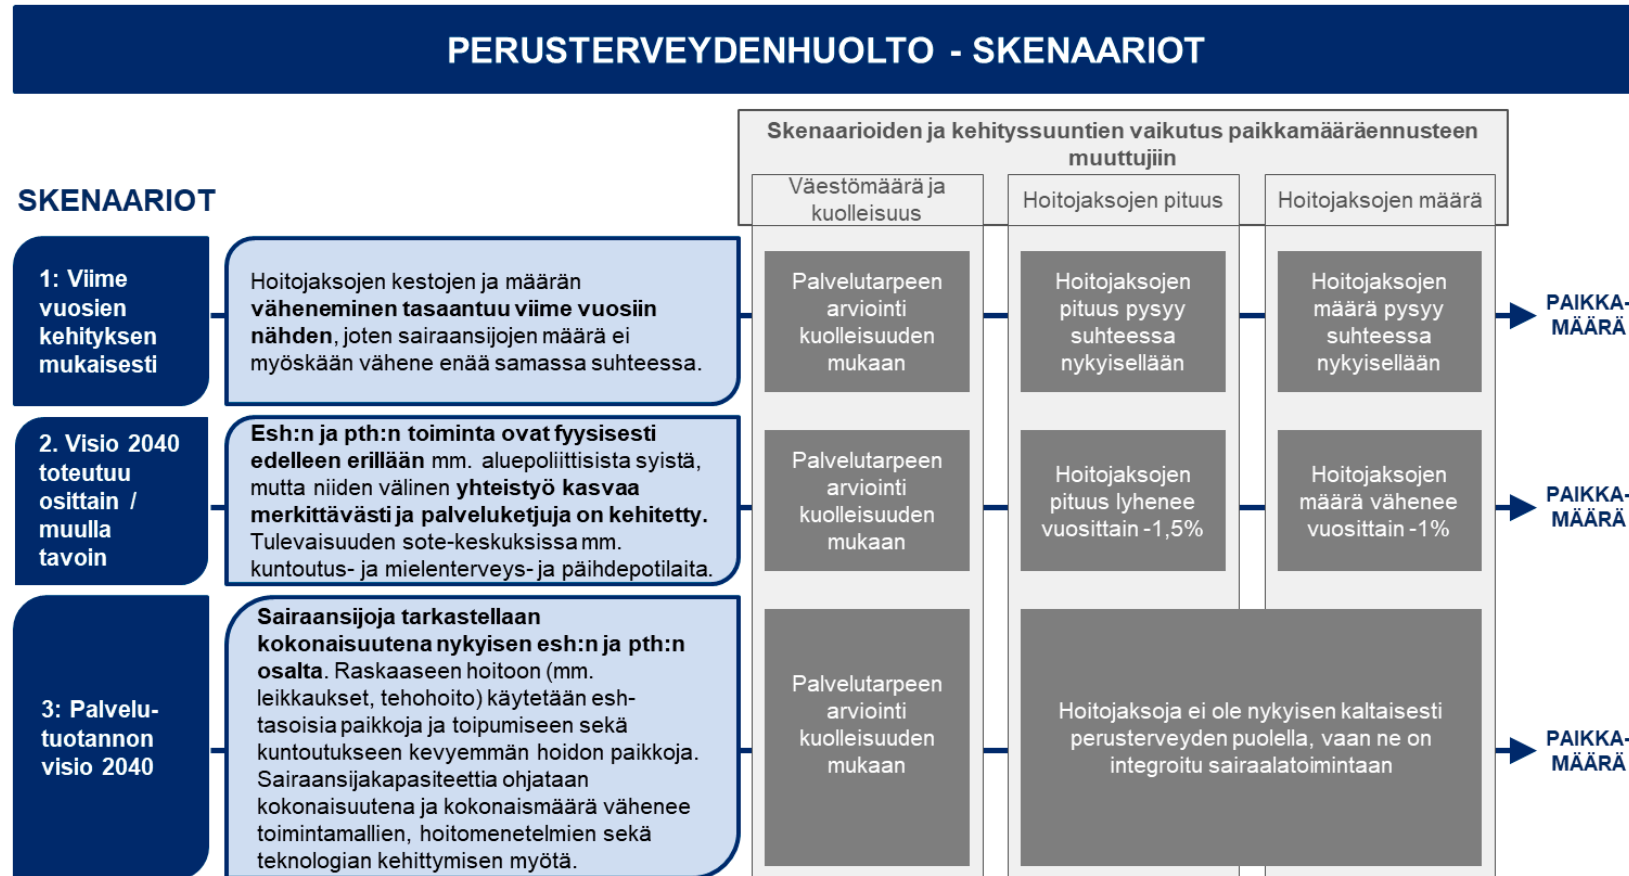 PERUSTERVEYDENHUOLTO - SKENAARIOT
Skenaarioiden ja kehityssuuntien vaikutus paikkamääräennusteen
muuttujiin
SKENAARIOT
Väestömäärä ja
kuolleisuus
Hoitojaksojen pituus
Hoitojaksojen määrä
1: Viime
vuosien
kehityksen
mukaisesti
Hoitojaksojen kestojen ja määrän
väheneminen tasaantuu viime vuosiin
nähden, joten sairaansijojen määrä ei
myöskään vähene enää samassa suhteessa.
Palvelutarpeen
arviointi
kuolleisuuden
mukaan
Hoitojaksojen
pituus pysyy
suhteessa
nykyisellään
Hoitojaksojen
määrä pysyy
suhteessa
nykyisellään
PAIKKA-
MÄÄRÄ
2. Visio 2040
toteutuu
osittain /
muulla
tavoin
Esh:n ja pth:n toiminta ovat fyysisesti
edelleen erillään mm. aluepoliittisista syistä,
mutta niiden välinen yhteistyö kasvaa
merkittävästi ja palveluketjuja on kehitetty.
Tulevaisuuden sote-keskuksissa mm.
kuntoutus- ja mielenterveys- ja päihdepotilaita.
Palvelutarpeen
arviointi
kuolleisuuden
mukaan
Hoitojaksojen
pituus lyhenee
vuosittain -1,5%
Hoitojaksojen
määrä vähenee
vuosittain -1%
PAIKKA-
MÄÄRÄ
3: Palvelu-
tuotannon
visio 2040
Sairaansijoja tarkastellaan
kokonaisuutena nykyisen esh:n ja pth:n
osalta. Raskaaseen hoitoon (mm.
leikkaukset, tehohoito) käytetään esh-
tasoisia paikkoja ja toipumiseen sekä
kuntoutukseen kevyemmän hoidon paikkoja.
Sairaansijakapasiteettia ohjataan
kokonaisuutena ja kokonaismäärä vähenee
toimintamallien, hoitomenetelmien sekä
teknologian kehittymisen myötä.
Palvelutarpeen
arviointi
kuolleisuuden
mukaan
Hoitojaksoja ei ole nykyisen kaltaisesti
perusterveyden puolella, vaan ne on
integroitu sairaalatoimintaan
PAIKKA-
MÄÄRÄ